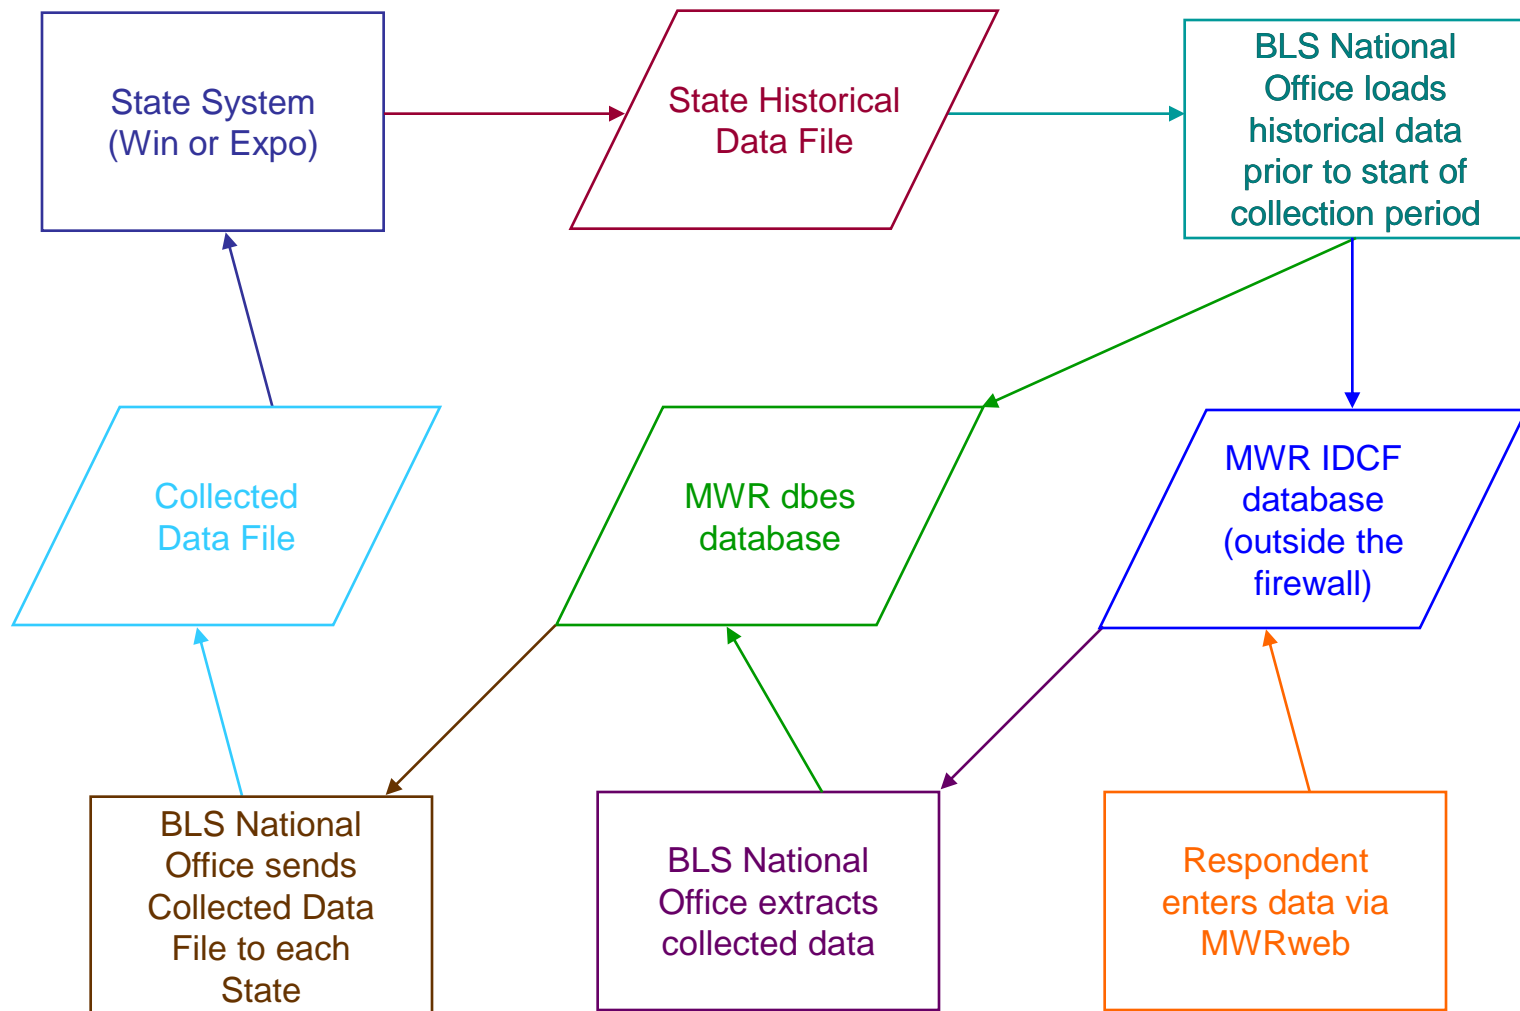 State System
(Win or Expo)
State Historical
Data File
BLS National
Office loads
historical data
prior to start of
collection period
Collected
Data File
MWR dbes
database
MWR IDCF
database
(outside the
firewall)
BLS National
Office sends
Collected Data
File to each
State
BLS National
Office extracts
collected data
Respondent
enters data via
MWRweb